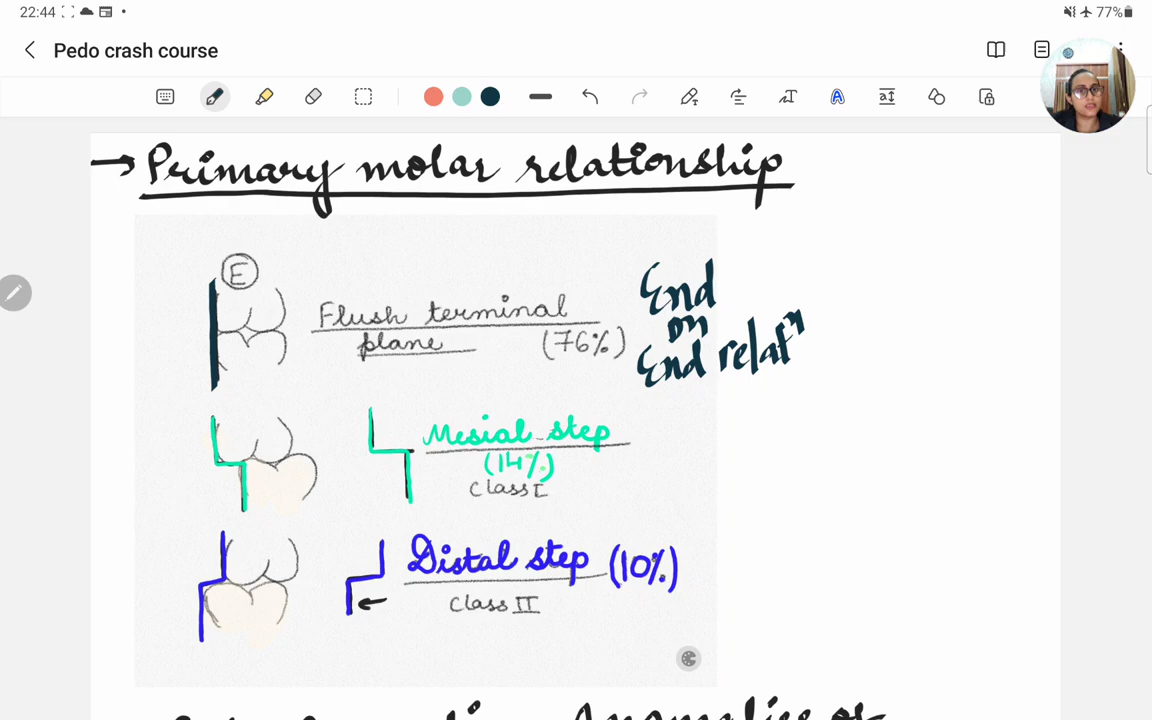 22:44
77%
Pedo crash course
→ Primary molar relationship
E
Flush terminal
plane (76%)
End
on
End relatⁿ
Mesial step
(14%)
Class I
Distal step (10%)
Class II